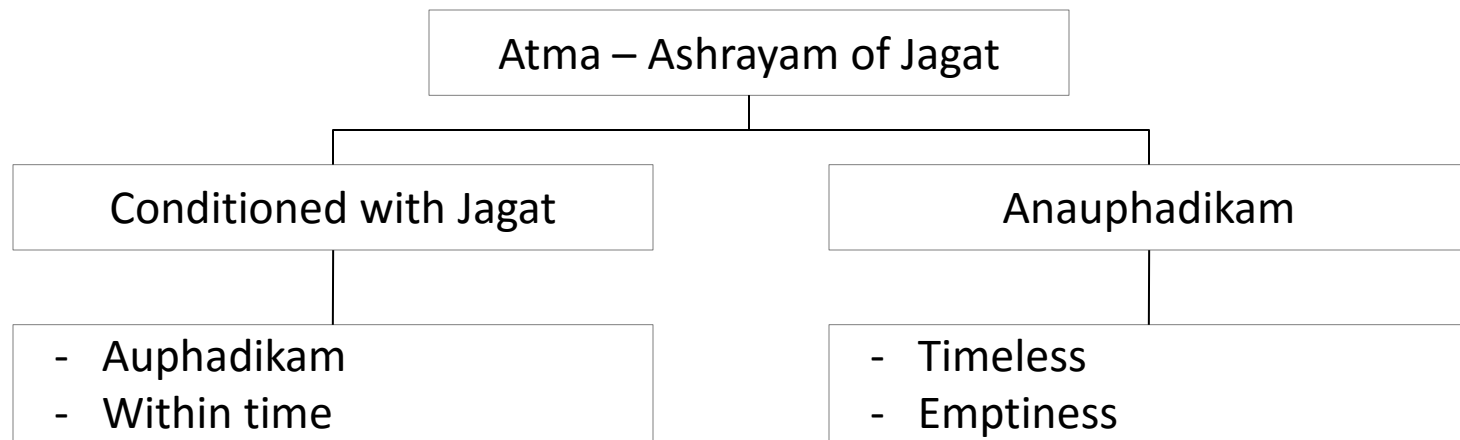 Atma – Ashrayam of Jagat
Conditioned with Jagat
Anauphadikam
- Auphadikam
- Within time
- Timeless
- Emptiness